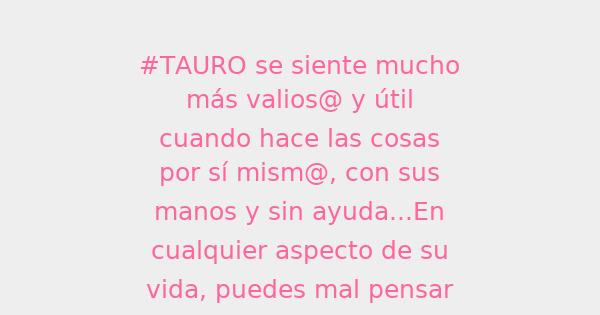 #TAURO se siente mucho
más valios@ y útil
cuando hace las cosas
por sí mism@, con sus
manos y sin ayuda...En
cualquier aspecto de su
vida, puedes mal pensar